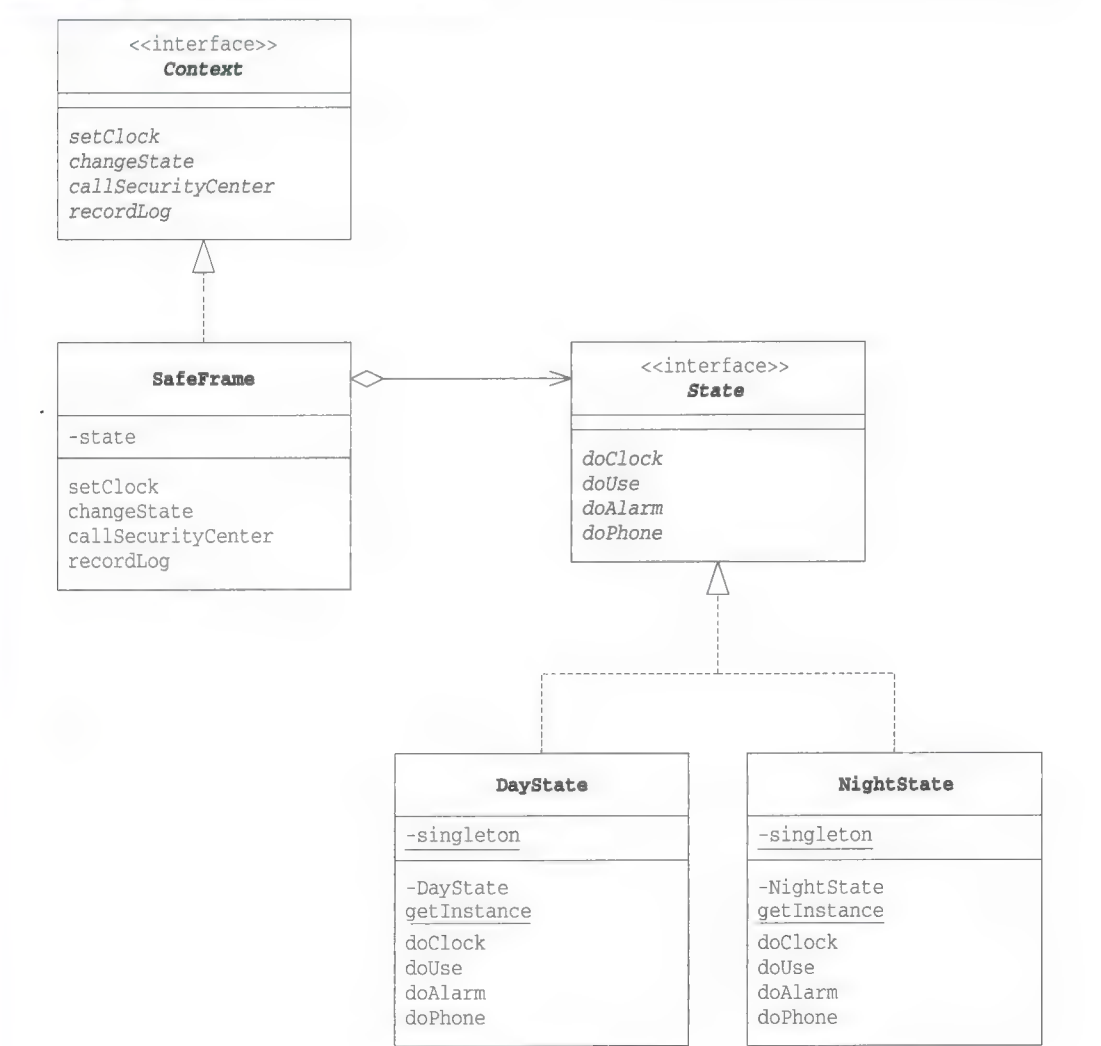 <<interface>>
Context
setClock
changeState
callSecurityCenter
recordLog
SafeFrame
-state
setClock
changeState
callSecurityCenter
recordLog
<<interface>>
State
doClock
doUse
doAlarm
doPhone
DayState
-singleton
-DayState
getInstance
doClock
doUse
doAlarm
doPhone
NightState
-singleton
-NightState
getInstance
doClock
doUse
doAlarm
doPhone